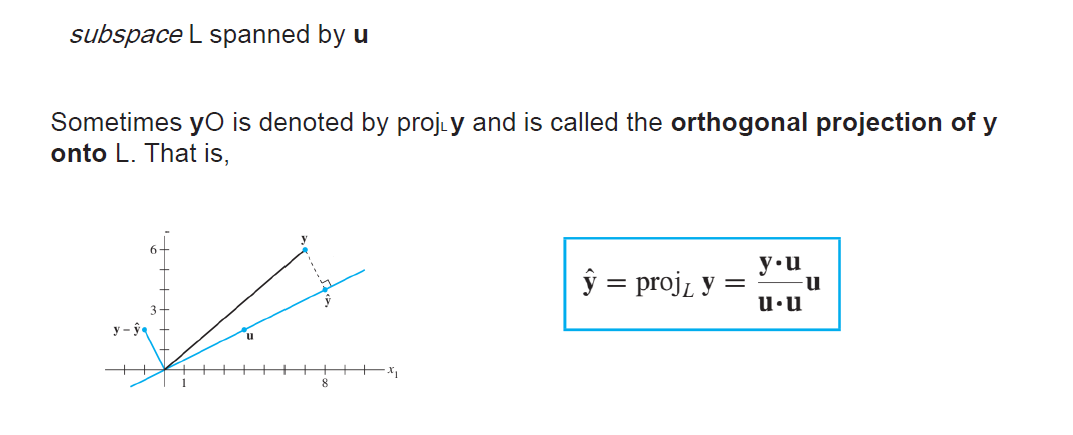 subspace L spanned by u
Sometimes yO is denoted by projL y and is called the orthogonal projection of y
onto L. That is,
y
6
ŷ = projL y = y·u / u·u u
3
ŷ
y – ŷ
u
x1
1
8